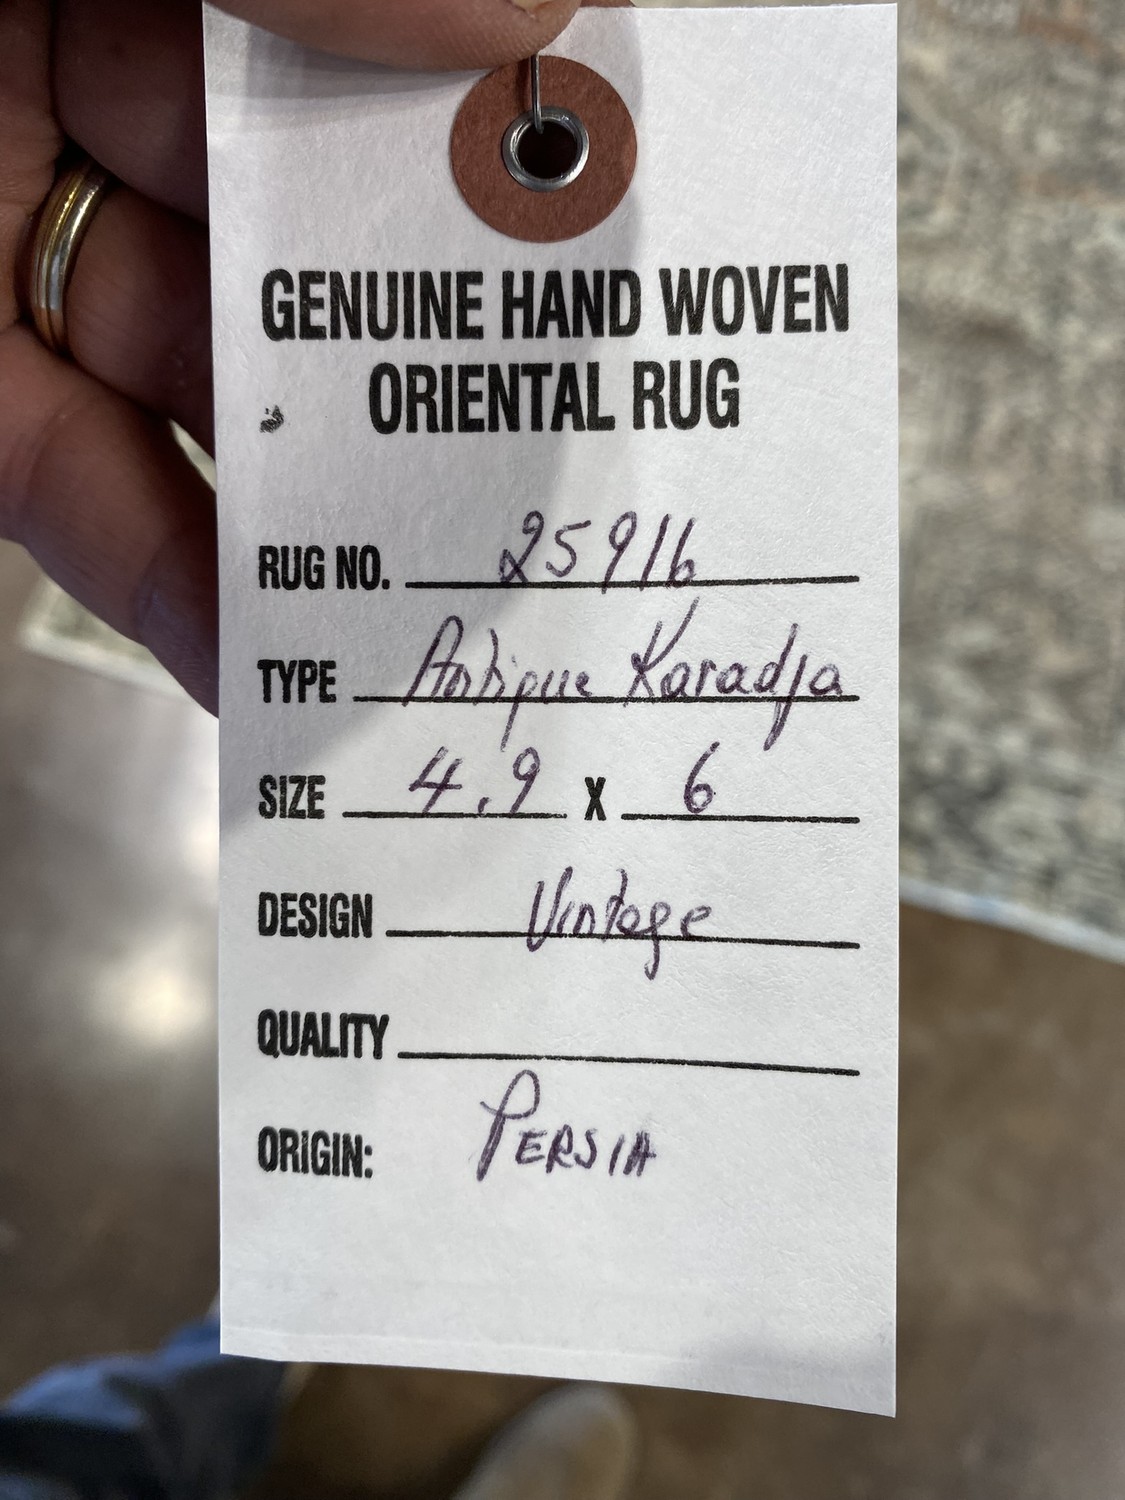 GENUINE HAND WOVEN
ORIENTAL RUG
RUG NO. 25916
TYPE Antique Karadja
SIZE 4.9 X 6
DESIGN Vintage
QUALITY
ORIGIN: PERSIA